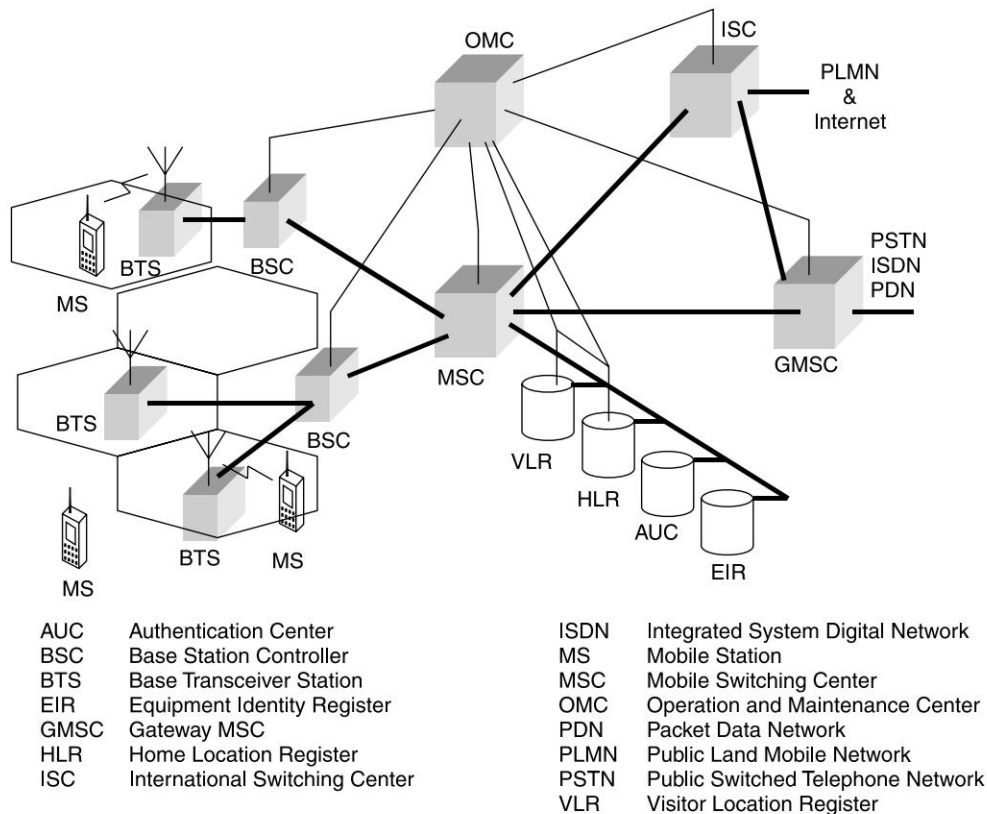 OMC
ISC
PLMN
&
Internet
BTS
BSC
MS
PSTN
ISDN
PDN
MSC
GMSC
BTS
BSC
VLR
HLR
AUC
EIR
BTS
MS
MS
AUC Authentication Center
BSC Base Station Controller
BTS Base Transceiver Station
EIR Equipment Identity Register
GMSC Gateway MSC
HLR Home Location Register
ISC International Switching Center
ISDN Integrated System Digital Network
MS Mobile Station
MSC Mobile Switching Center
OMC Operation and Maintenance Center
PDN Packet Data Network
PLMN Public Land Mobile Network
PSTN Public Switched Telephone Network
VLR Visitor Location Register